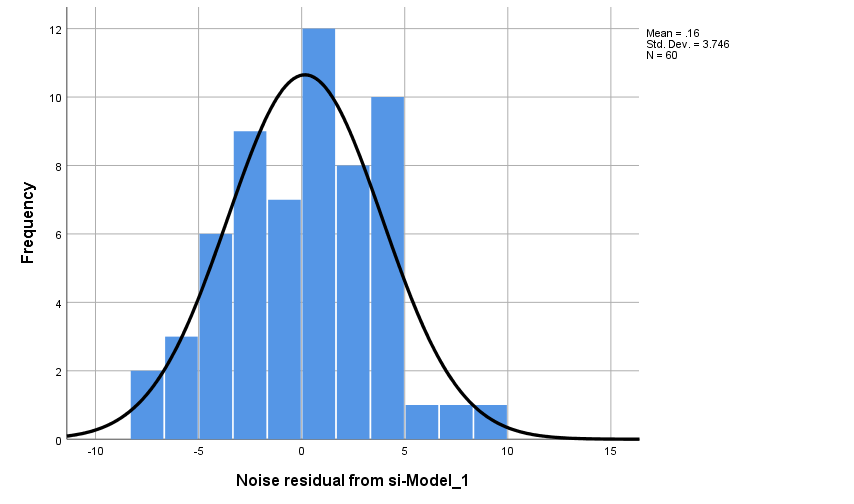 Mean = .16
Std. Dev. = 3.746
N = 60
12
10
8
6
4
2
0
Frequency
-10 -5 0 5 10 15
Noise residual from si-Model_1